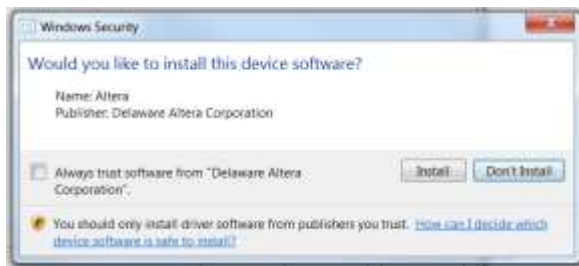 Windows Security
Would you like to install this device software?
Name: Altera
Publisher: Delaware Altera Corporation
Always trust software from "Delaware Altera
Corporation".
Install
Don't Install
You should only install driver software from publishers you trust. How can I decide which
device software is safe to install?